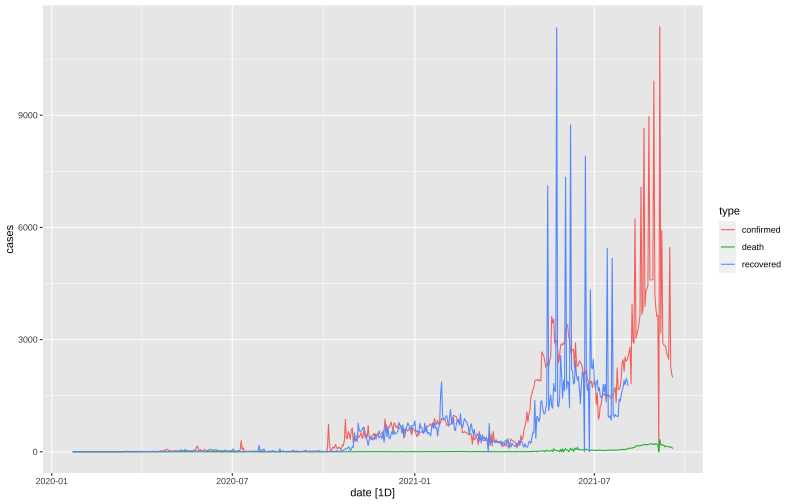 9000
6000
3000
0
cases
2020-01
2020-07
2021-01
2021-07
date [1D]
type
confirmed
death
recovered